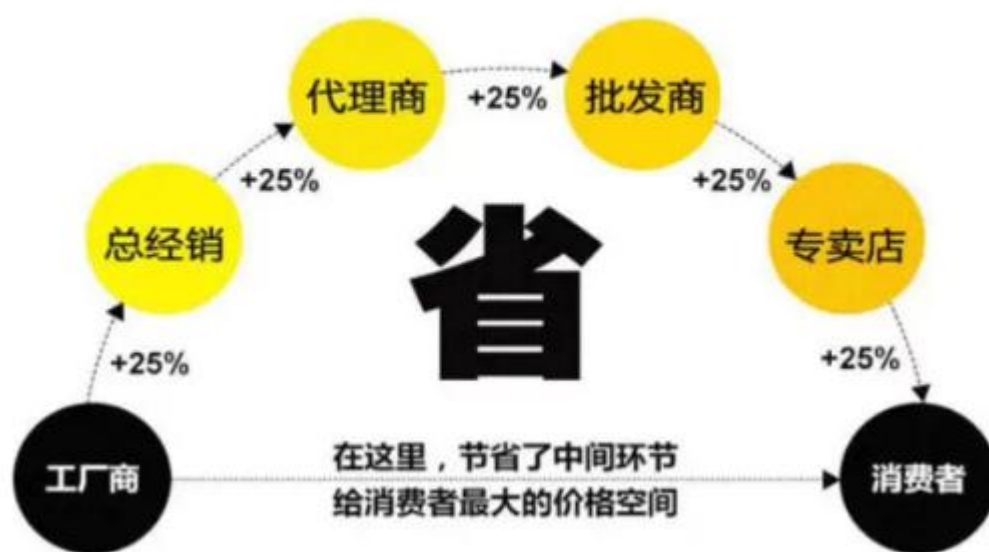 代理商
+25%
批发商
+25%
+25%
总经销
省
专卖店
+25%
+25%
工厂商
在这里，节省了中间环节
给消费者最大的价格空间
消费者